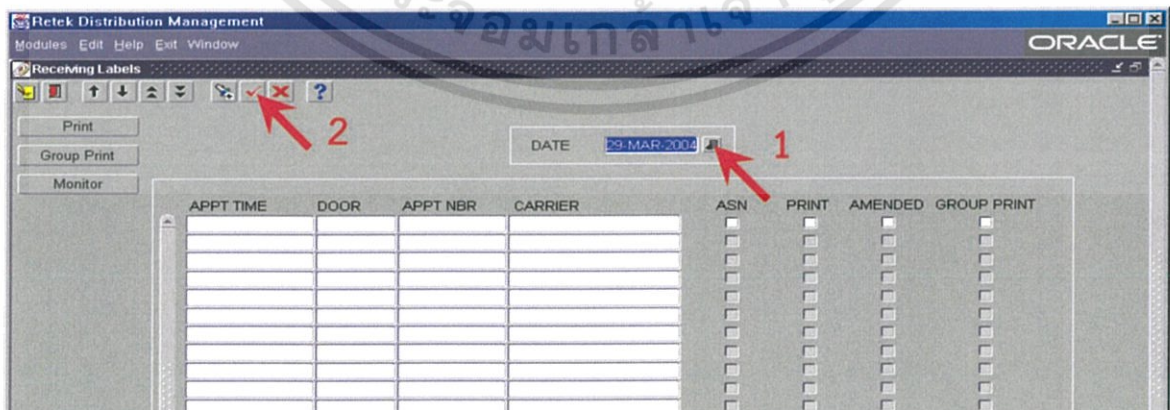 Retek Distribution Management
Modules Edit Help Exit Window
ORACLE
Receiving Labels
?
2
Print
Group Print
Monitor
DATE 29-MAR-2004
1
APPT TIME DOOR APPT NBR CARRIER ASN PRINT AMENDED GROUP PRINT